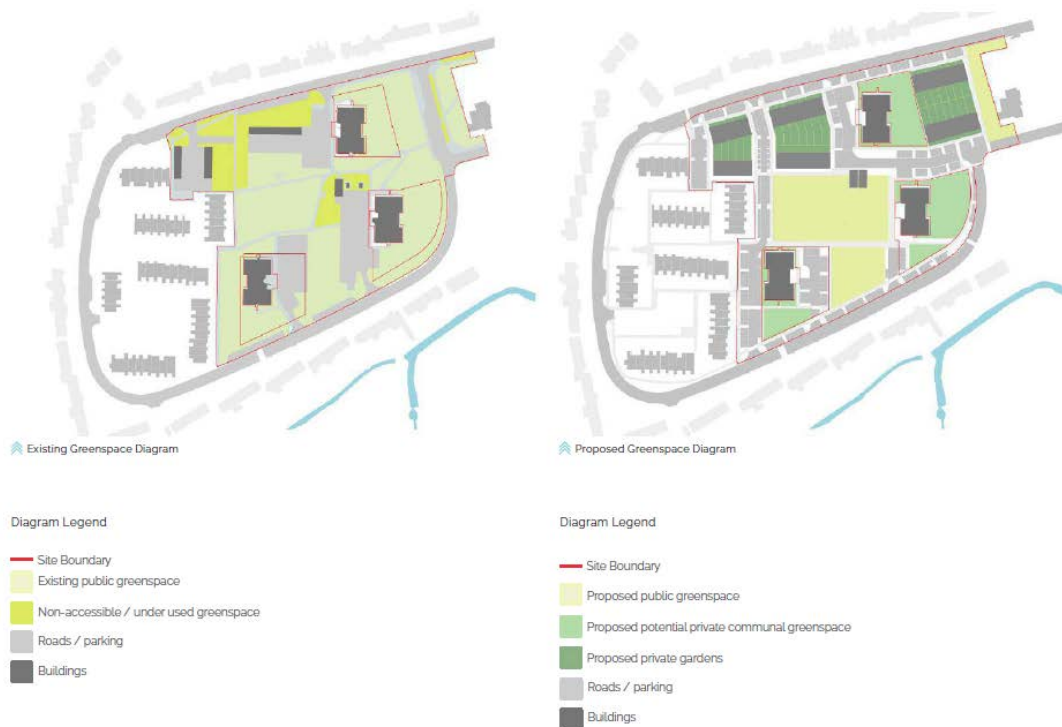 Existing Greenspace Diagram
Proposed Greenspace Diagram
Diagram Legend
Site Boundary
Existing public greenspace
Non-accessible / under used greenspace
Roads / parking
Buildings
Diagram Legend
Site Boundary
Proposed public greenspace
Proposed potential private communal greenspace
Proposed private gardens
Roads / parking
Buildings